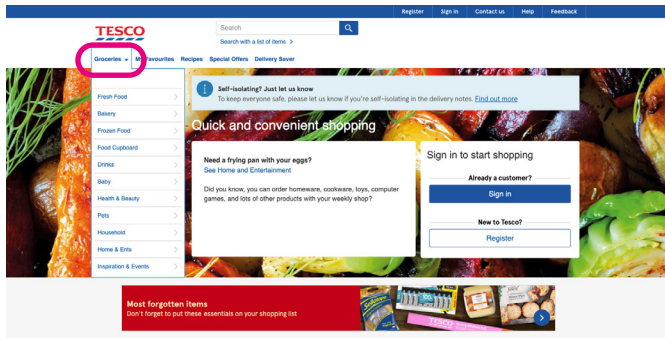 Register Sign in Contact us Help Feedback
TESCO
Search
Search with a list of items >
Groceries My Favourites Recipes Special Offers Delivery Saver
Fresh Food
Bakery
Frozen Food
Food Cupboard
Drinks
Baby
Health & Beauty
Pets
Household
Home & Ents
Inspiration & Events
Self-isolating? Just let us know
To keep everyone safe, please let us know if you're self-isolating in the delivery notes. Find out more
Quick and convenient shopping
Need a frying pan with your eggs?
See Home and Entertainment
Did you know, you can order homeware, cookware, toys, computer
games, and lots of other products with your weekly shop?
Sign in to start shopping
Already a customer?
Sign in
New to Tesco?
Register
Most forgotten items
Don't forget to put these essentials on your shopping list
TESCO